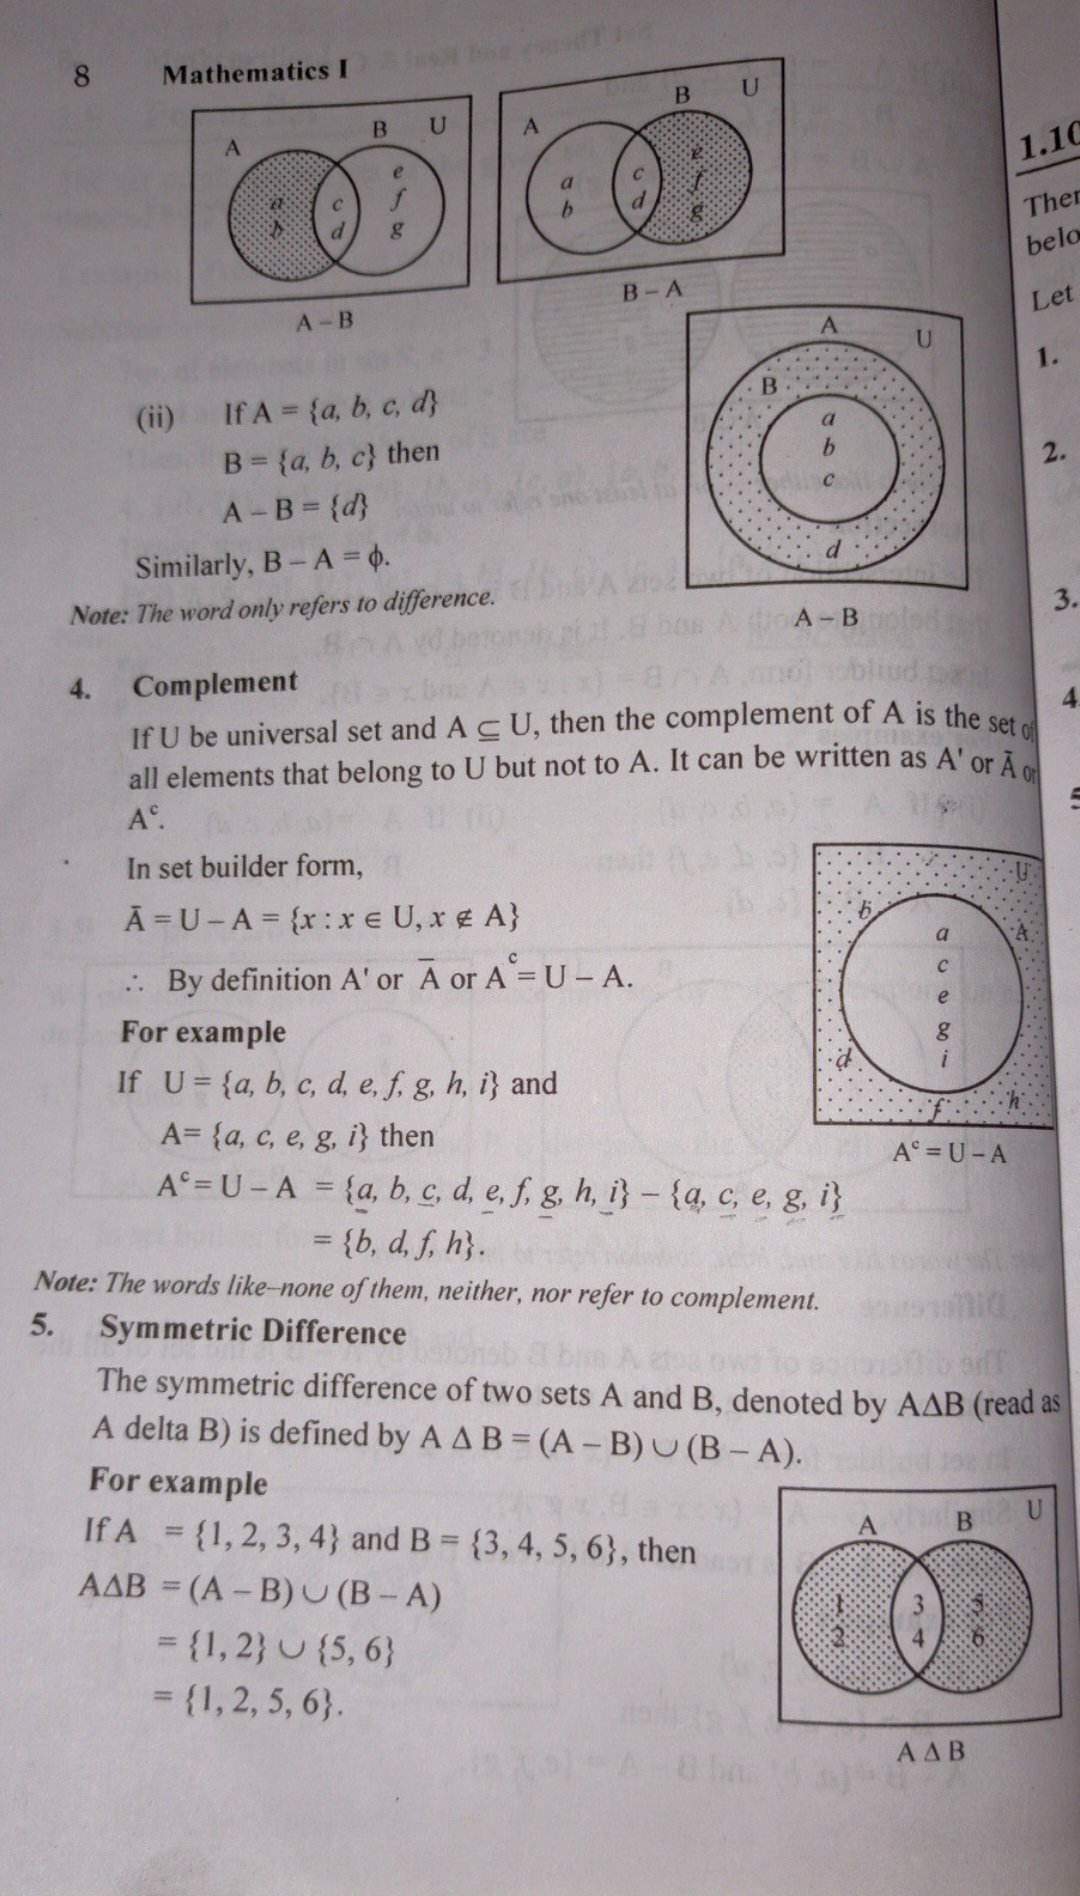 8 Mathematics I
A B U
a b c d e f g
A – B
A B U
a b c d e f g
B – A
(ii) If A = {a, b, c, d}
B = {a, b, c} then
A – B = {d}
Similarly, B – A = ϕ.
Note: The word only refers to difference.
A U
B
a
b
c
d
A – B
4. Complement
If U be universal set and A ⊆ U, then the complement of A is the set of
all elements that belong to U but not to A. It can be written as A' or Ā or
Aᶜ.
In set builder form,
Ā = U – A = {x : x ∈ U, x ∉ A}
∴ By definition A' or Ā or Aᶜ = U – A.
For example
If U = {a, b, c, d, e, f, g, h, i} and
A= {a, c, e, g, i} then
Aᶜ = U – A = {a, b, c, d, e, f, g, h, i} – {a, c, e, g, i}
= {b, d, f, h}.
U
b A
a
c
e
g
d i
f h
Aᶜ = U – A
Note: The words like–none of them, neither, nor refer to complement.
5. Symmetric Difference
The symmetric difference of two sets A and B, denoted by AΔB (read as
A delta B) is defined by A Δ B = (A – B) ∪ (B – A).
For example
If A = {1, 2, 3, 4} and B = {3, 4, 5, 6}, then
AΔB = (A – B) ∪ (B – A)
= {1, 2} ∪ {5, 6}
= {1, 2, 5, 6}.
A B U
1 3 5
2 4 6
A Δ B
1.10
Let
1.
2.
3.
4